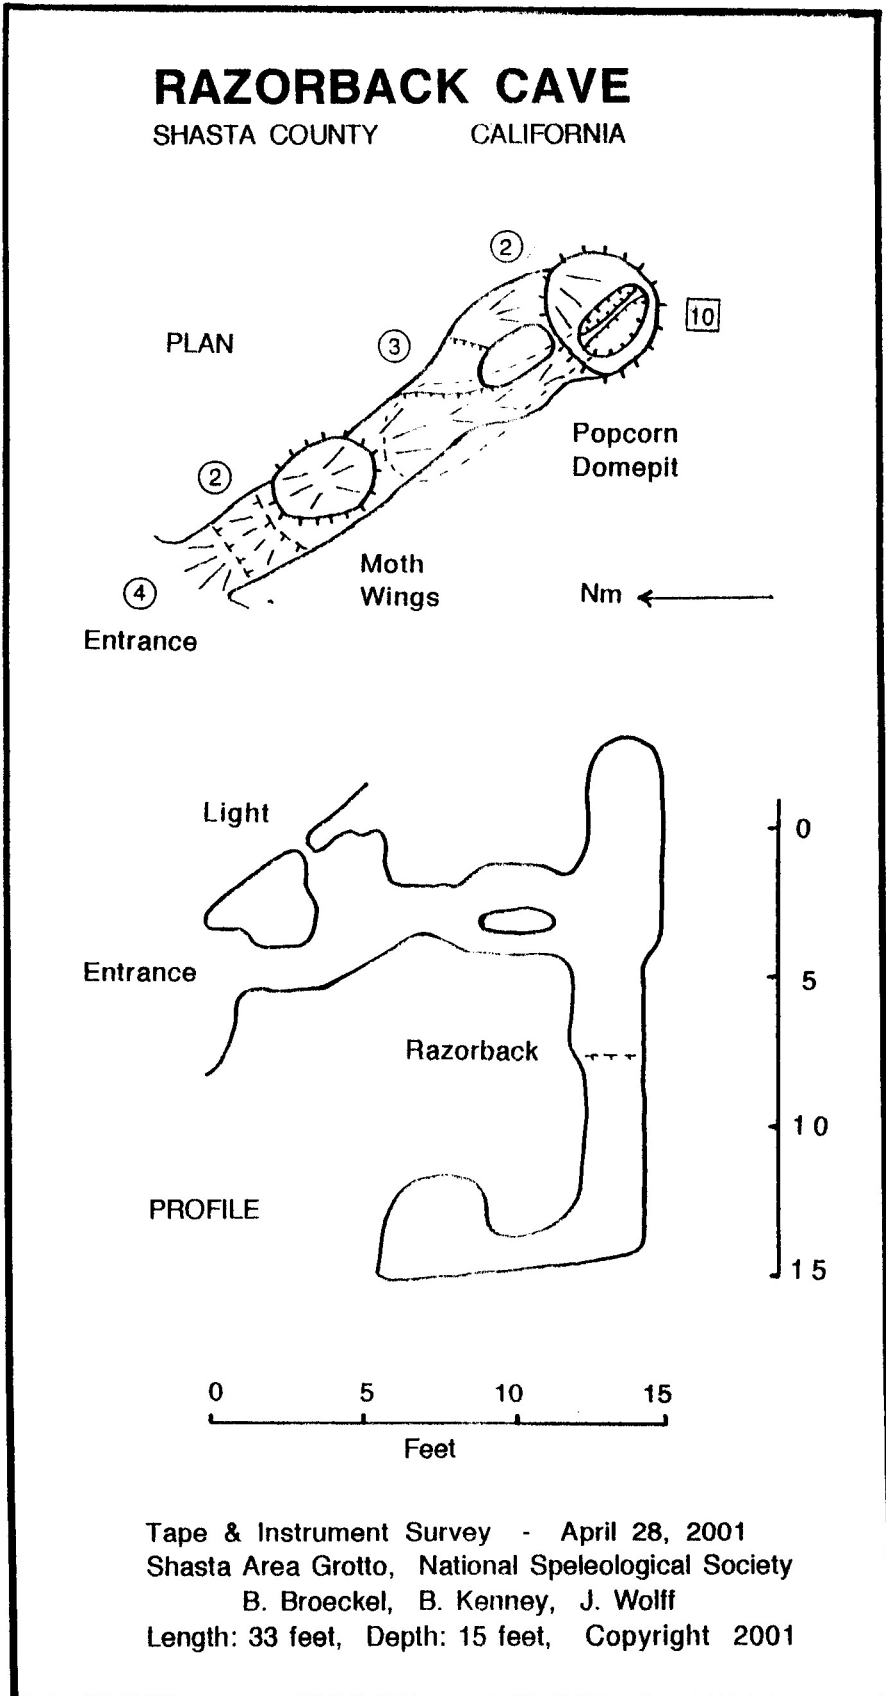 RAZORBACK CAVE
SHASTA COUNTY CALIFORNIA
2
10
3
PLAN
Popcorn
Domepit
2
Moth
Wings
Nm
4
Entrance
Light
0
Entrance
5
Razorback
10
PROFILE
15
0 5 10 15
Feet
Tape & Instrument Survey - April 28, 2001
Shasta Area Grotto, National Speleological Society
B. Broeckel, B. Kenney, J. Wolff
Length: 33 feet, Depth: 15 feet, Copyright 2001